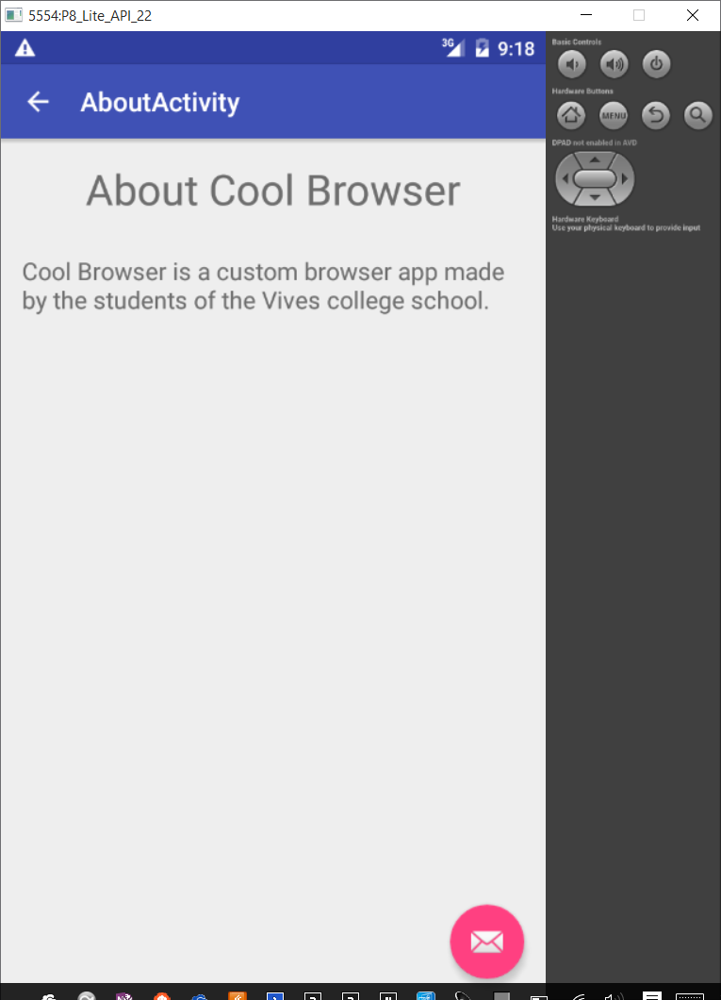 5554:P8_Lite_API_22
3G 9:18
AboutActivity
About Cool Browser
Cool Browser is a custom browser app made
by the students of the Vives college school.
Basic Controls
Hardware Buttons
MENU
DPAD not enabled in AVD
Hardware Keyboard
Use your physical keyboard to provide input